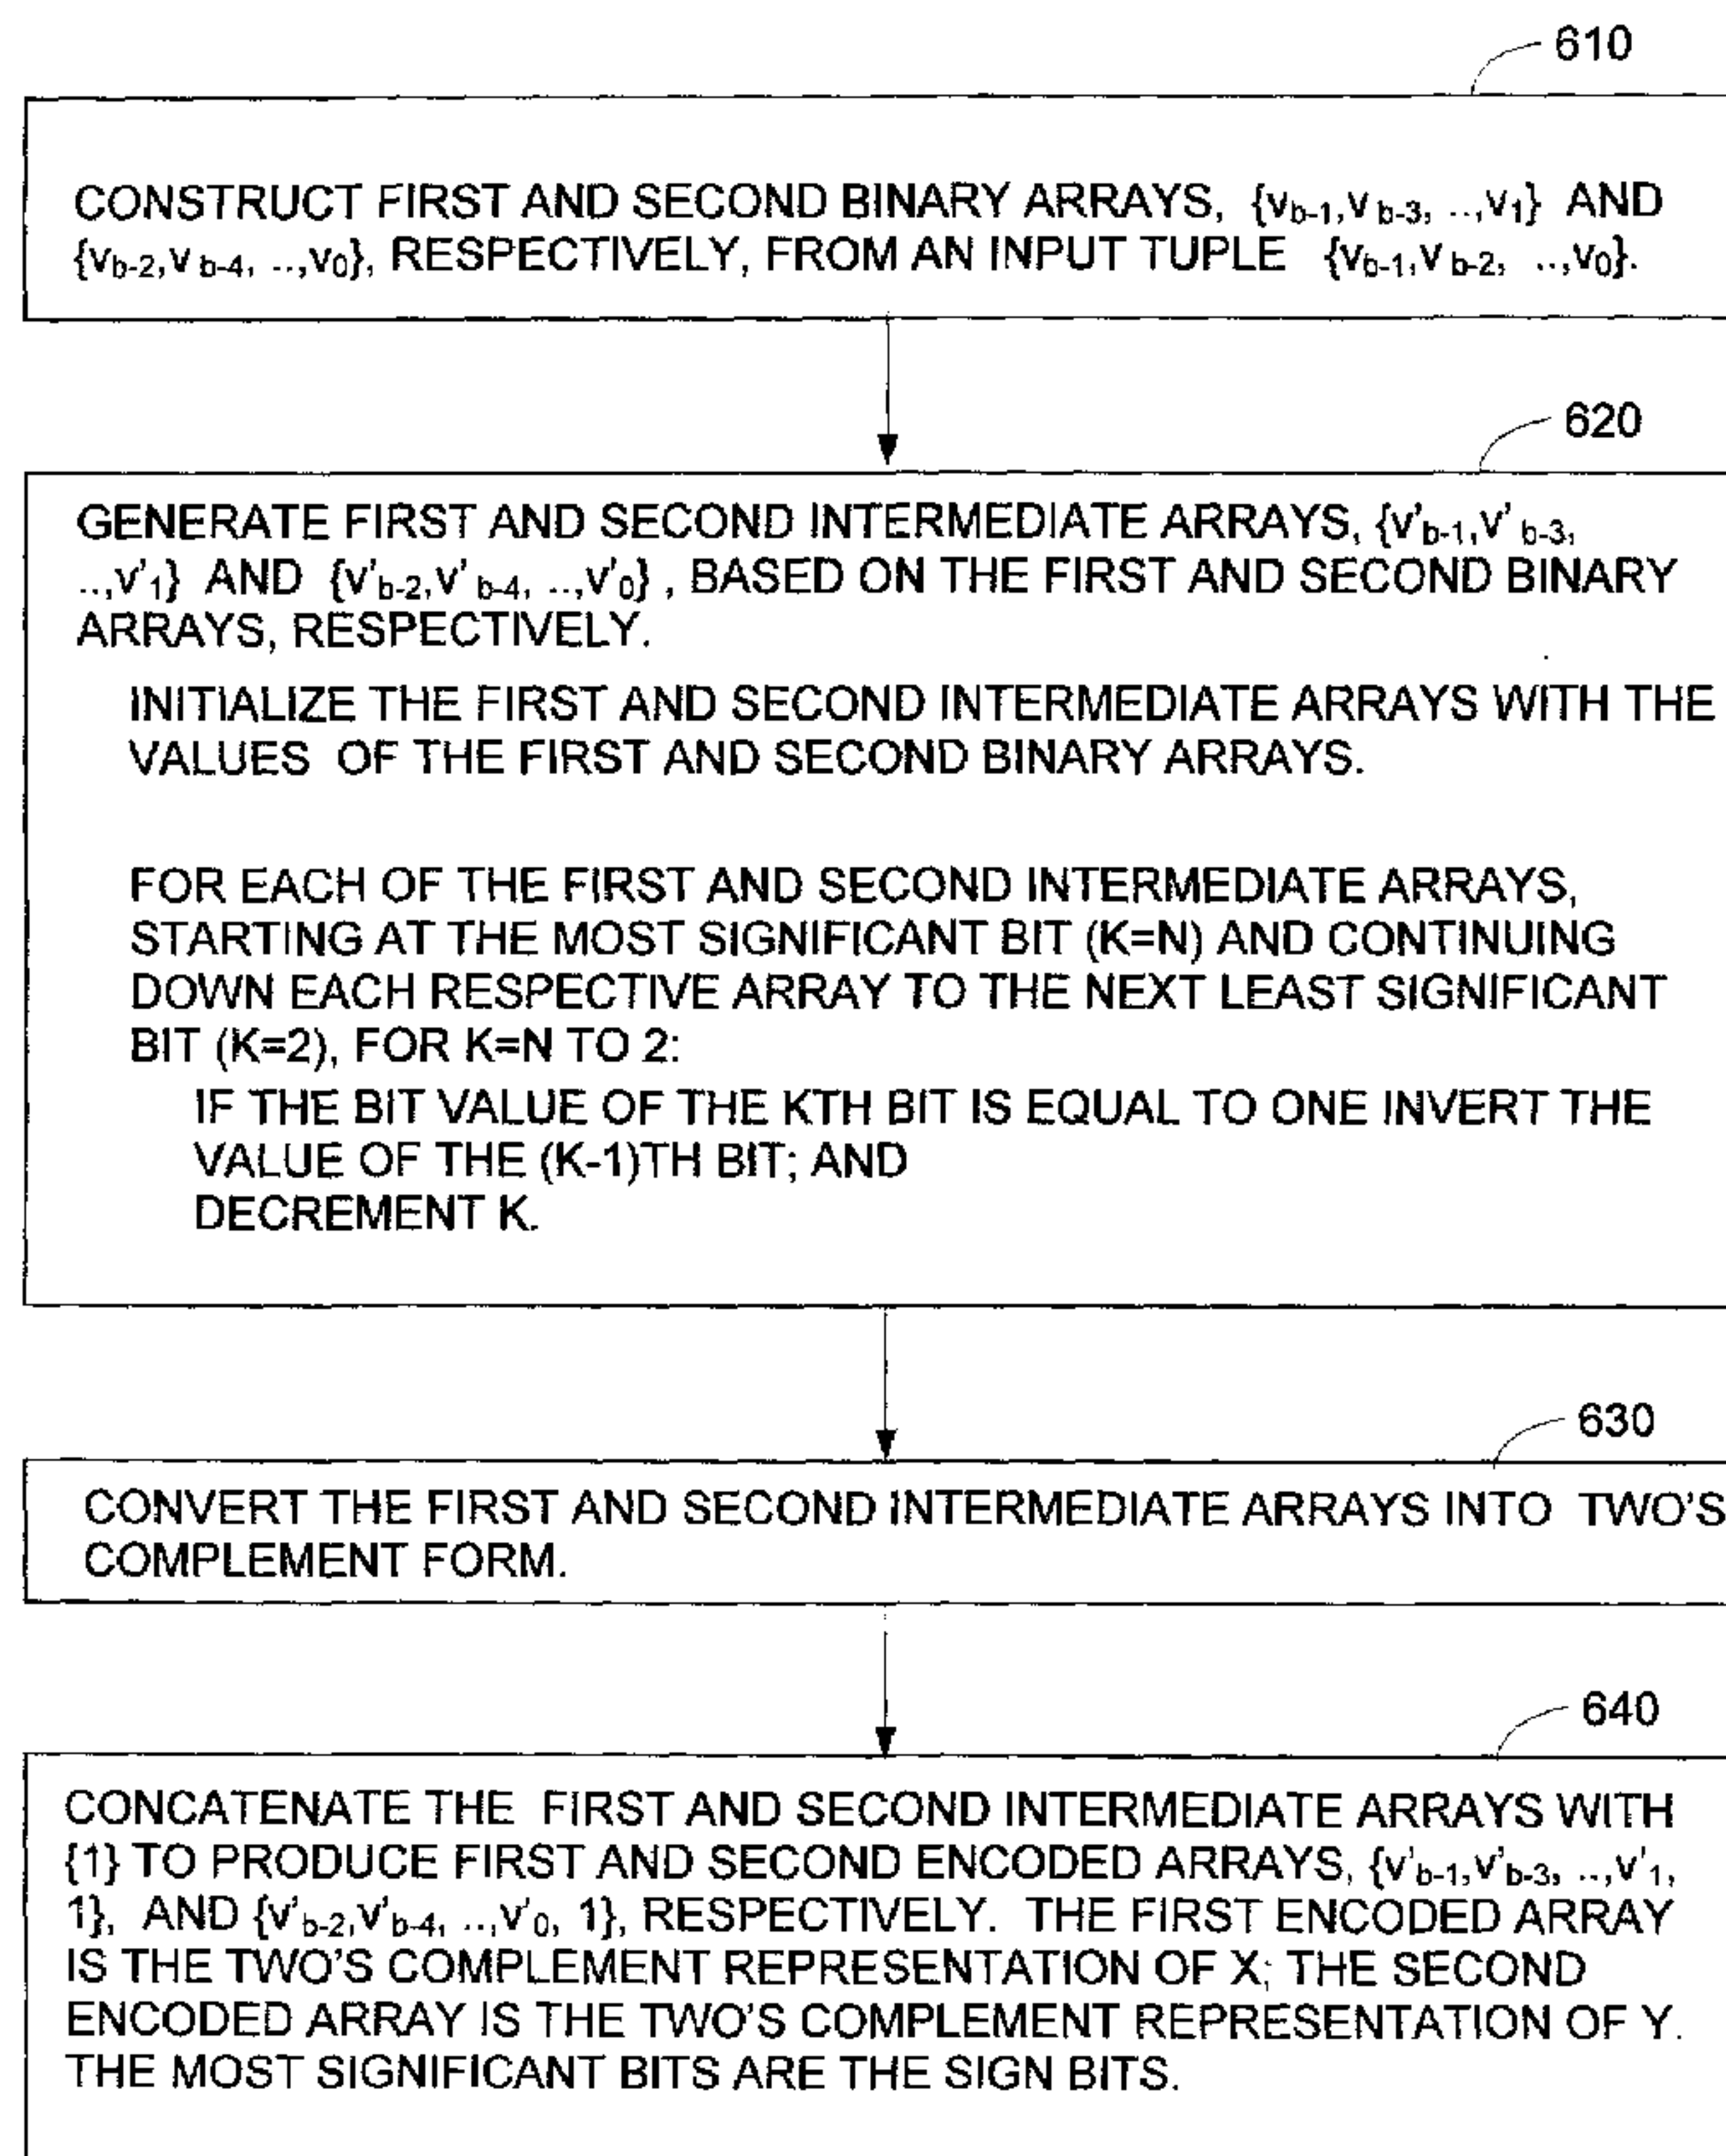 610
CONSTRUCT FIRST AND SECOND BINARY ARRAYS, {vb-1,v b-3, ..,v1} AND
{vb-2,v b-4, ..,v0}, RESPECTIVELY, FROM AN INPUT TUPLE {vb-1,v b-2, ..,v0}.
620
GENERATE FIRST AND SECOND INTERMEDIATE ARRAYS, {v'b-1,v' b-3,
..,v'1} AND {v'b-2,v' b-4, ..,v'0} , BASED ON THE FIRST AND SECOND BINARY
ARRAYS, RESPECTIVELY.
INITIALIZE THE FIRST AND SECOND INTERMEDIATE ARRAYS WITH THE
VALUES OF THE FIRST AND SECOND BINARY ARRAYS.
FOR EACH OF THE FIRST AND SECOND INTERMEDIATE ARRAYS,
STARTING AT THE MOST SIGNIFICANT BIT (K=N) AND CONTINUING
DOWN EACH RESPECTIVE ARRAY TO THE NEXT LEAST SIGNIFICANT
BIT (K=2), FOR K=N TO 2:
IF THE BIT VALUE OF THE KTH BIT IS EQUAL TO ONE INVERT THE
VALUE OF THE (K-1)TH BIT; AND
DECREMENT K.
630
CONVERT THE FIRST AND SECOND INTERMEDIATE ARRAYS INTO TWO'S
COMPLEMENT FORM.
640
CONCATENATE THE FIRST AND SECOND INTERMEDIATE ARRAYS WITH
{1} TO PRODUCE FIRST AND SECOND ENCODED ARRAYS, {v'b-1,v'b-3, ..,v'1,
1}, AND {v'b-2,v'b-4, ..,v'0, 1}, RESPECTIVELY. THE FIRST ENCODED ARRAY
IS THE TWO'S COMPLEMENT REPRESENTATION OF X; THE SECOND
ENCODED ARRAY IS THE TWO'S COMPLEMENT REPRESENTATION OF Y.
THE MOST SIGNIFICANT BITS ARE THE SIGN BITS.